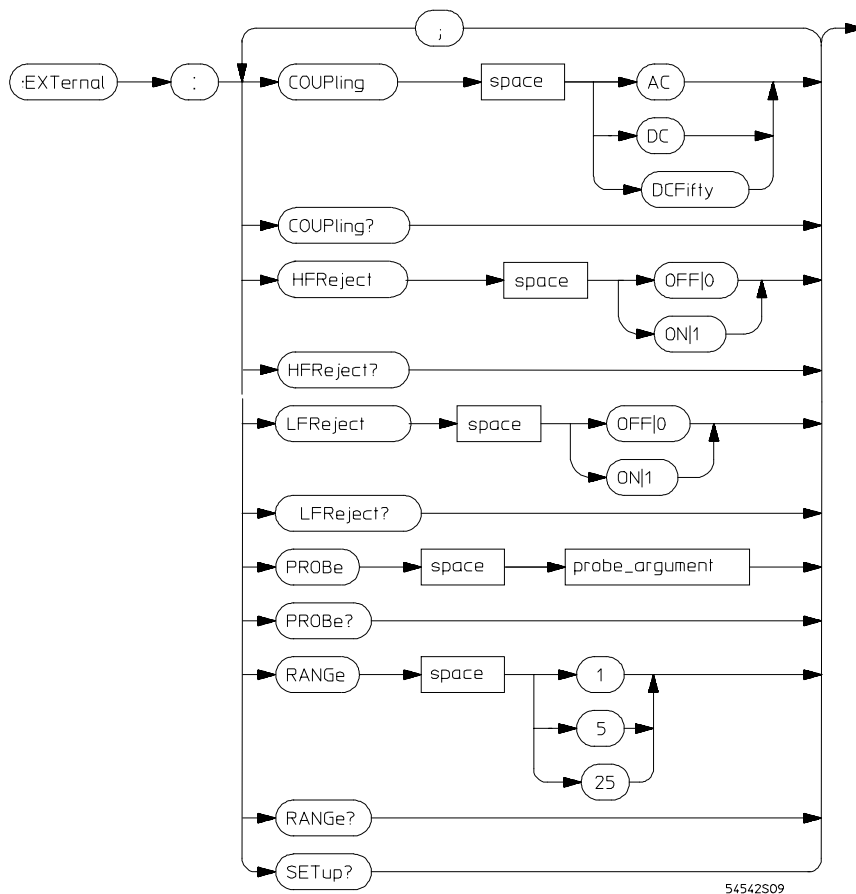 ;
:EXTernal : COUPling space AC
DC
DCFifty
COUPling?
HFReject space OFF|0
ON|1
HFReject?
LFReject space OFF|0
ON|1
LFReject?
PROBe space probe_argument
PROBe?
RANGe space 1
5
25
RANGe?
SETup?
54542S09